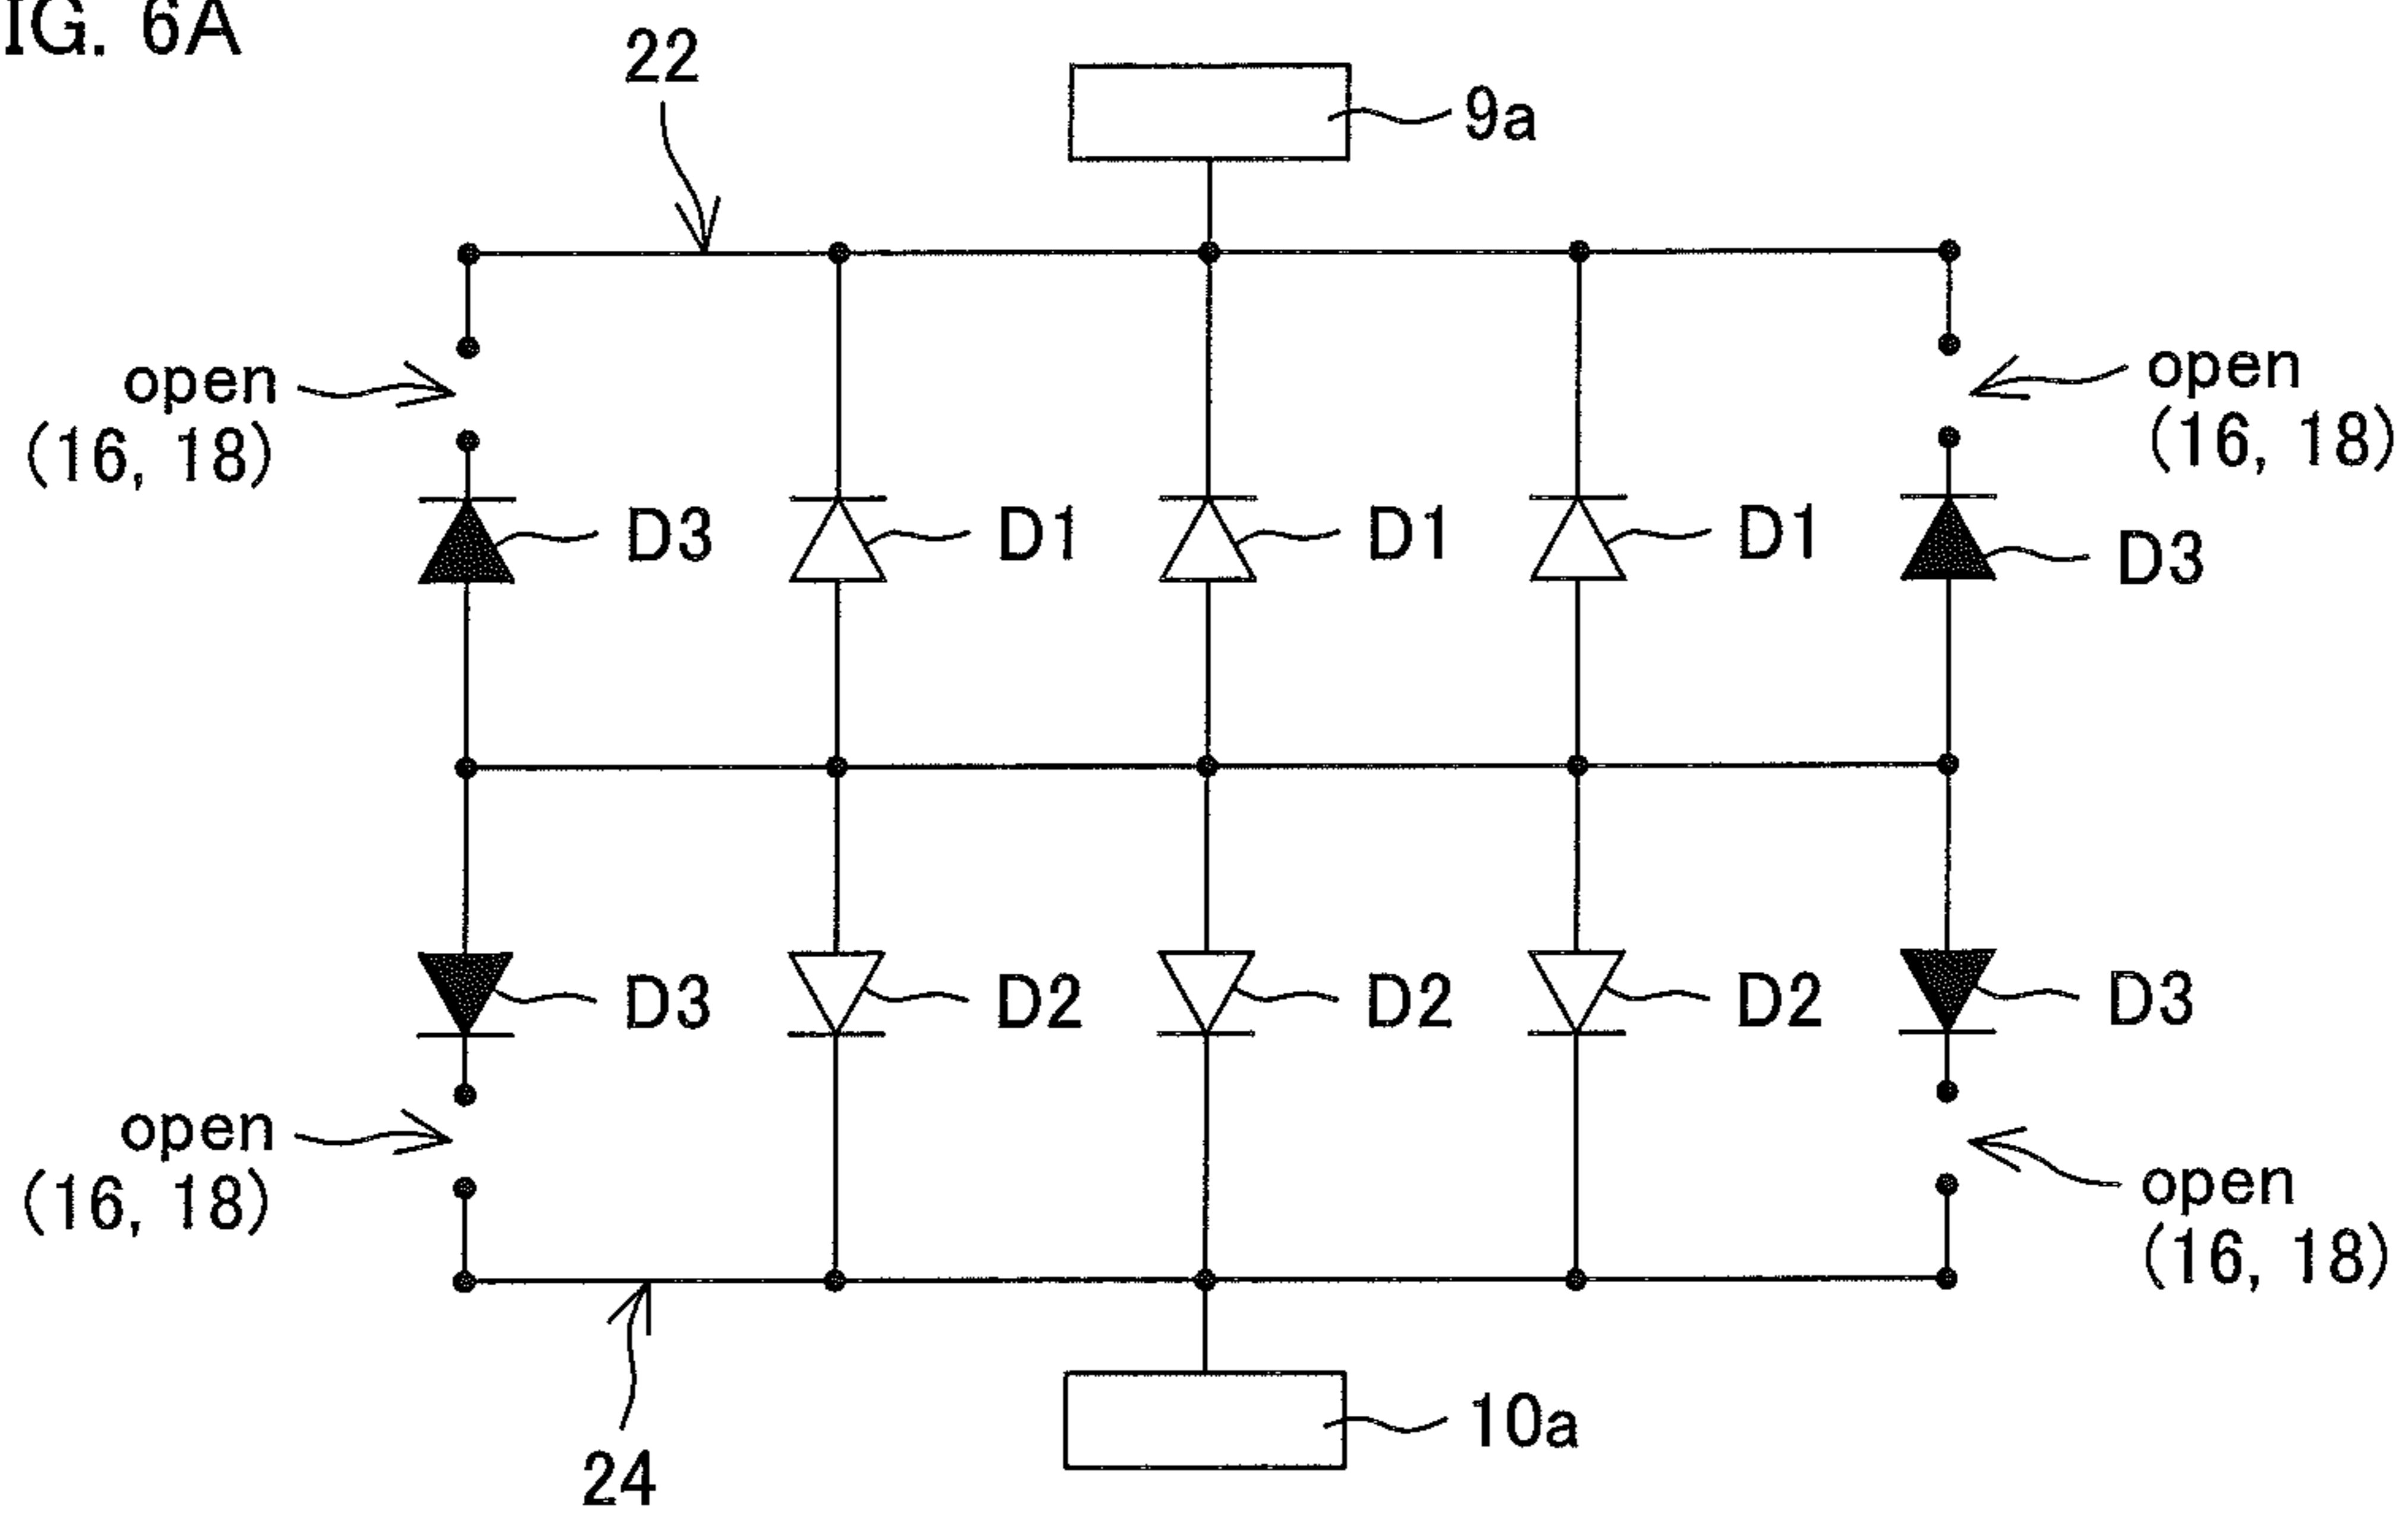 IG. 6A
22
9a
open
(16, 18)
open
(16, 18)
D3
D1
D1
D1
D3
D3
D2
D2
D2
D3
open
(16, 18)
open
(16, 18)
10a
24